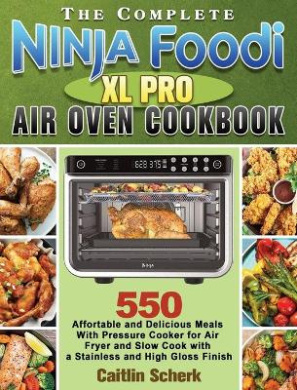 The Complete
Ninja Foodi
XL PRO
AIR OVEN COOKBOOK
Ninja
550
Affortable and Delicious Meals
With Pressure Cooker for Air
Fryer and Slow Cook with
a Stainless and High Gloss Finish
Caitlin Scherk